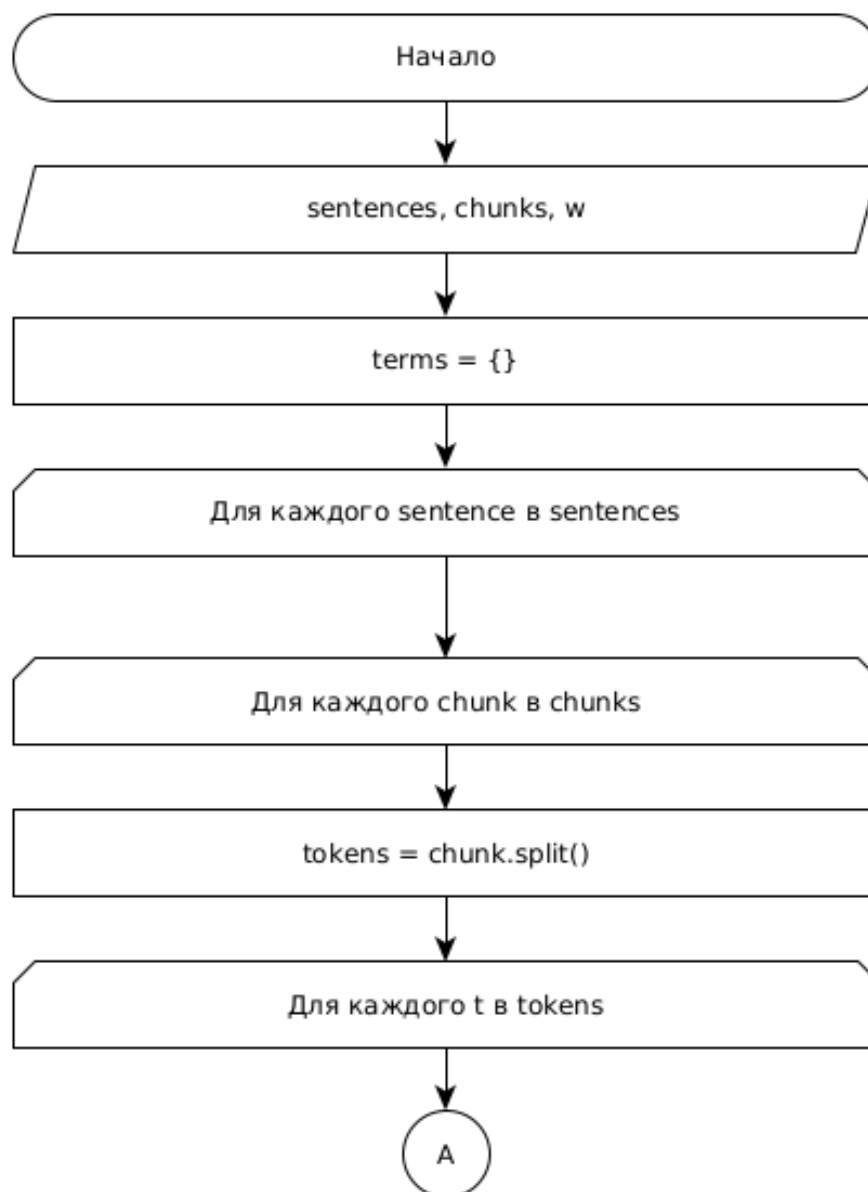 Начало
sentences, chunks, w
terms = {}
Для каждого sentence в sentences
Для каждого chunk в chunks
tokens = chunk.split()
Для каждого t в tokens
A